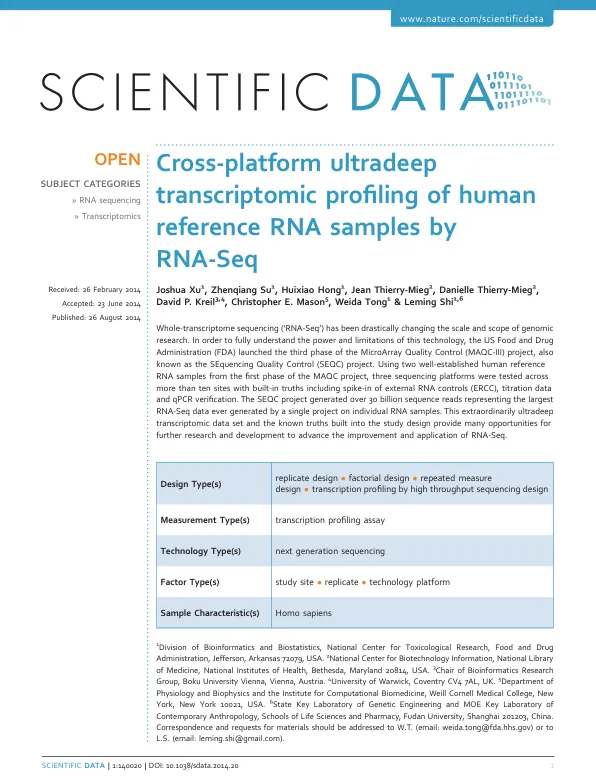 www.nature.com/scientificdata
SCIENTIFIC DATA
110110
0111101
11011110
011101101
OPEN
SUBJECT CATEGORIES
» RNA sequencing
» Transcriptomics
Received: 26 February 2014
Accepted: 23 June 2014
Published: 26 August 2014
Cross-platform ultradeep
transcriptomic profiling of human
reference RNA samples by
RNA-Seq
Joshua Xu¹, Zhenqiang Su¹, Huixiao Hong¹, Jean Thierry-Mieg², Danielle Thierry-Mieg²,
David P. Kreil³,⁴, Christopher E. Mason⁵, Weida Tong¹ & Leming Shi¹,⁶
Whole-transcriptome sequencing (‘RNA-Seq’) has been drastically changing the scale and scope of genomic
research. In order to fully understand the power and limitations of this technology, the US Food and Drug
Administration (FDA) launched the third phase of the MicroArray Quality Control (MAQC-III) project, also
known as the SEquencing Quality Control (SEQC) project. Using two well-established human reference
RNA samples from the first phase of the MAQC project, three sequencing platforms were tested across
more than ten sites with built-in truths including spike-in of external RNA controls (ERCC), titration data
and qPCR verification. The SEQC project generated over 30 billion sequence reads representing the largest
RNA-Seq data ever generated by a single project on individual RNA samples. This extraordinarily ultradeep
transcriptomic data set and the known truths built into the study design provide many opportunities for
further research and development to advance the improvement and application of RNA-Seq.
Design Type(s)
replicate design • factorial design • repeated measure
design • transcription profiling by high throughput sequencing design
Measurement Type(s)
transcription profiling assay
Technology Type(s)
next generation sequencing
Factor Type(s)
study site • replicate • technology platform
Sample Characteristic(s)
Homo sapiens
¹Division of Bioinformatics and Biostatistics, National Center for Toxicological Research, Food and Drug
Administration, Jefferson, Arkansas 72079, USA. ²National Center for Biotechnology Information, National Library
of Medicine, National Institutes of Health, Bethesda, Maryland 20814, USA. ³Chair of Bioinformatics Research
Group, Boku University Vienna, Vienna, Austria. ⁴University of Warwick, Coventry CV4 7AL, UK. ⁵Department of
Physiology and Biophysics and the Institute for Computational Biomedicine, Weill Cornell Medical College, New
York, New York 10021, USA. ⁶State Key Laboratory of Genetic Engineering and MOE Key Laboratory of
Contemporary Anthropology, Schools of Life Sciences and Pharmacy, Fudan University, Shanghai 201203, China.
Correspondence and requests for materials should be addressed to W.T. (email: weida.tong@fda.hhs.gov) or to
L.S. (email: leming.shi@gmail.com).
SCIENTIFIC DATA | 1:140020 | DOI: 10.1038/sdata.2014.20
1